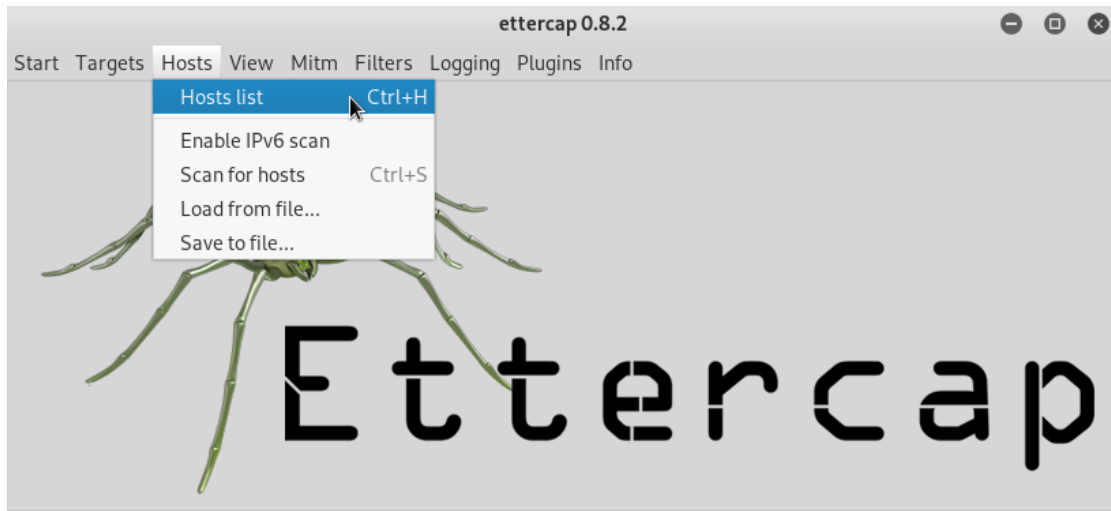 ettercap 0.8.2
Start Targets Hosts View Mitm Filters Logging Plugins Info
Hosts list Ctrl+H
Enable IPv6 scan
Scan for hosts Ctrl+S
Load from file...
Save to file...
Ettercap